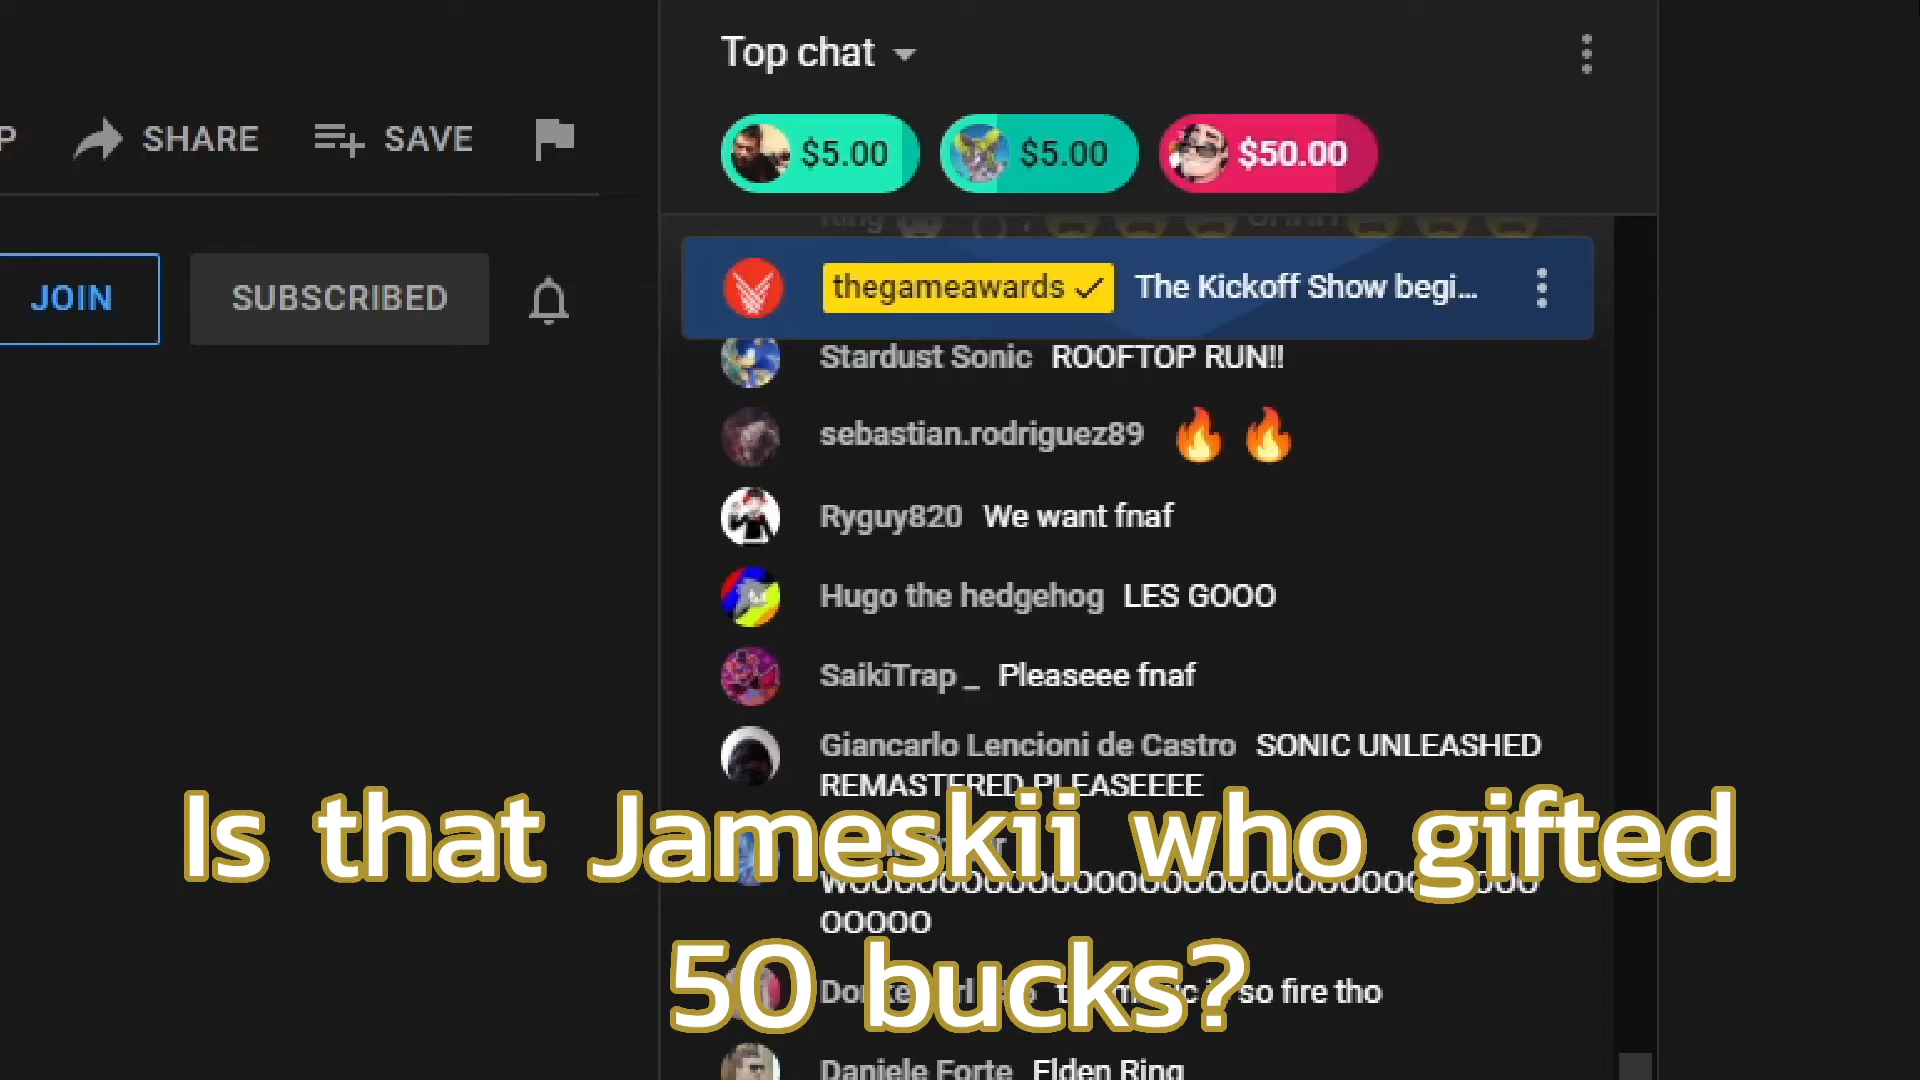 Top chat
P SHARE SAVE
$5.00 $5.00 $50.00
JOIN SUBSCRIBED
thegameawards The Kickoff Show begi...
Stardust Sonic ROOFTOP RUN!!
sebastian.rodriguez89
Ryguy820 We want fnaf
Hugo the hedgehog LES GOOO
SaikiTrap _ Pleaseee fnaf
Giancarlo Lencioni de Castro SONIC UNLEASHED
REMASTERED PLEASEEEE
Is that Jameskii who gifted
OOOOO
50 bucks?
so fire tho
Daniele Forte Elden Ring